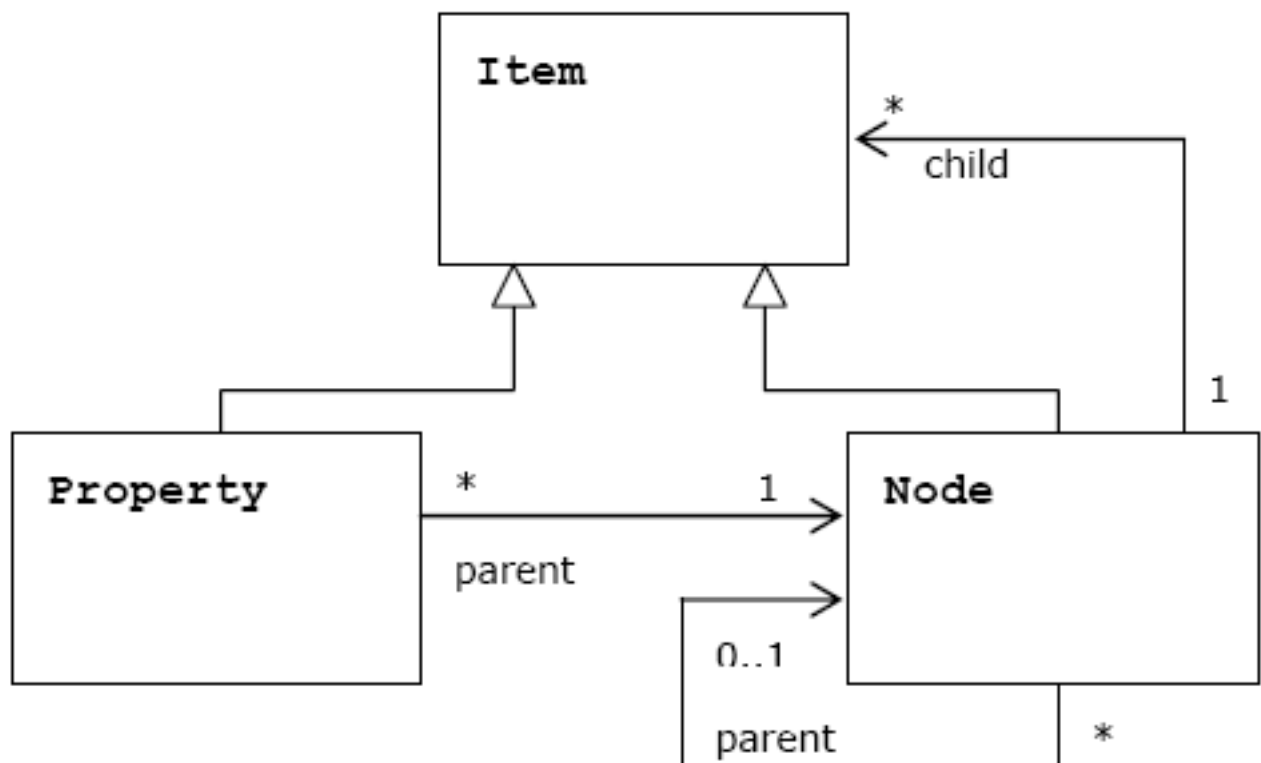 Item
*
child
1
Property
*
1
Node
parent
0..1
parent
*